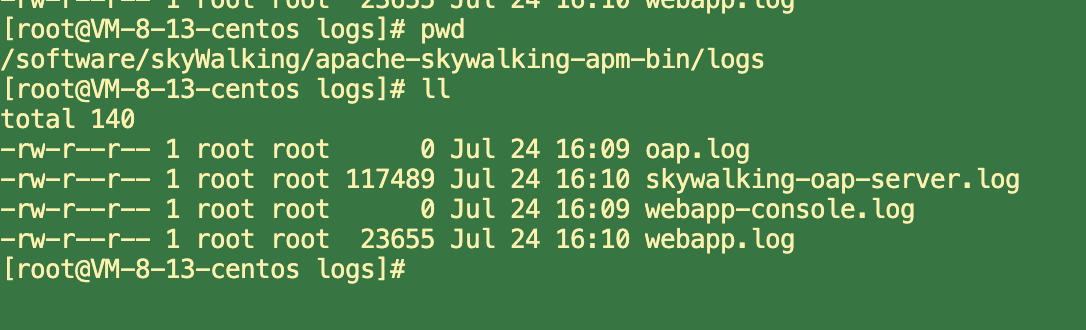 -rw-r--r-- 1 root root  23655 Jul 24 16:10 webapp.log
[root@VM-8-13-centos logs]# pwd
/software/skyWalking/apache-skywalking-apm-bin/logs
[root@VM-8-13-centos logs]# ll
total 140
-rw-r--r-- 1 root root      0 Jul 24 16:09 oap.log
-rw-r--r-- 1 root root 117489 Jul 24 16:10 skywalking-oap-server.log
-rw-r--r-- 1 root root      0 Jul 24 16:09 webapp-console.log
-rw-r--r-- 1 root root  23655 Jul 24 16:10 webapp.log
[root@VM-8-13-centos logs]#